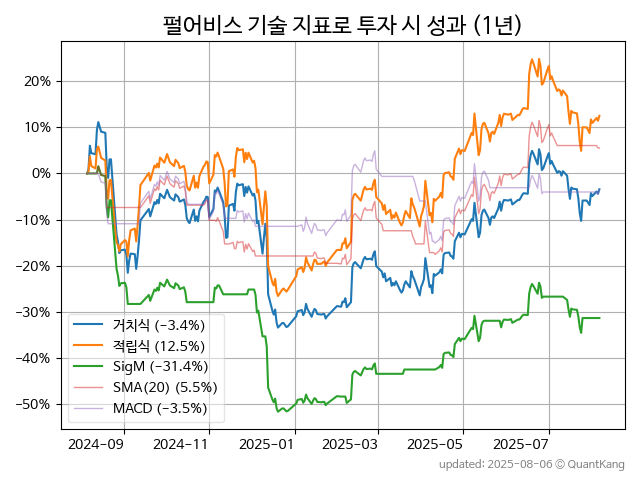 펄어비스 기술 지표로 투자 시 성과 (1년)
20%
10%
0%
−10%
−20%
−30%
−40%
−50%
거치식 (−3.4%)
적립식 (12.5%)
SigM (−31.4%)
SMA(20) (5.5%)
MACD (−3.5%)
2024-09 2024-11 2025-01 2025-03 2025-05 2025-07
updated: 2025-08-06 © QuantKang